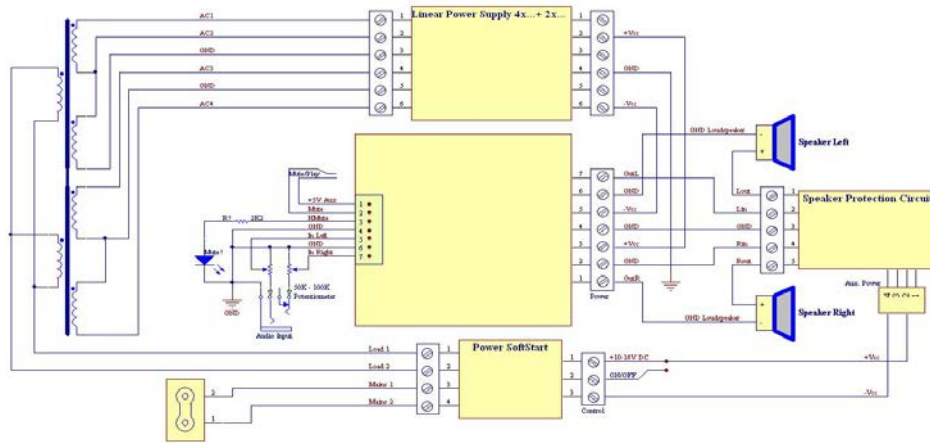 Linear Power Supply 4x...+ 2x...
AC1
AC2
GND
AC3
GND
AC4
1
2
3
4
5
6
1
2
3
4
5
6
+Vcc
GND
-Vcc
GND Loudspeaker
Speaker Left
-
+
Mute/Play
+5V Aux
Mute
NMute
GND
In Left
GND
In Right
1
2
3
4
5
6
7
R?
2K2
Mute?
GND
50K - 100K
Potentiometer
Audio Input
7
6
5
4
3
2
1
OutL
GND
-Vcc
GND
+Vcc
GND
OutR
Power
Lout
Lin
GND
Rin
Rout
1
2
3
4
5
Speaker Protection Circuit
Aux. Power
GND Loudspeaker
+
-
Speaker Right
Power SoftStart
Load 1
Load 2
Mains 1
Mains 2
1
2
3
4
1
2
3
+10-28V DC
ON/OFF
Control
+Vcc
-Vcc
2
1